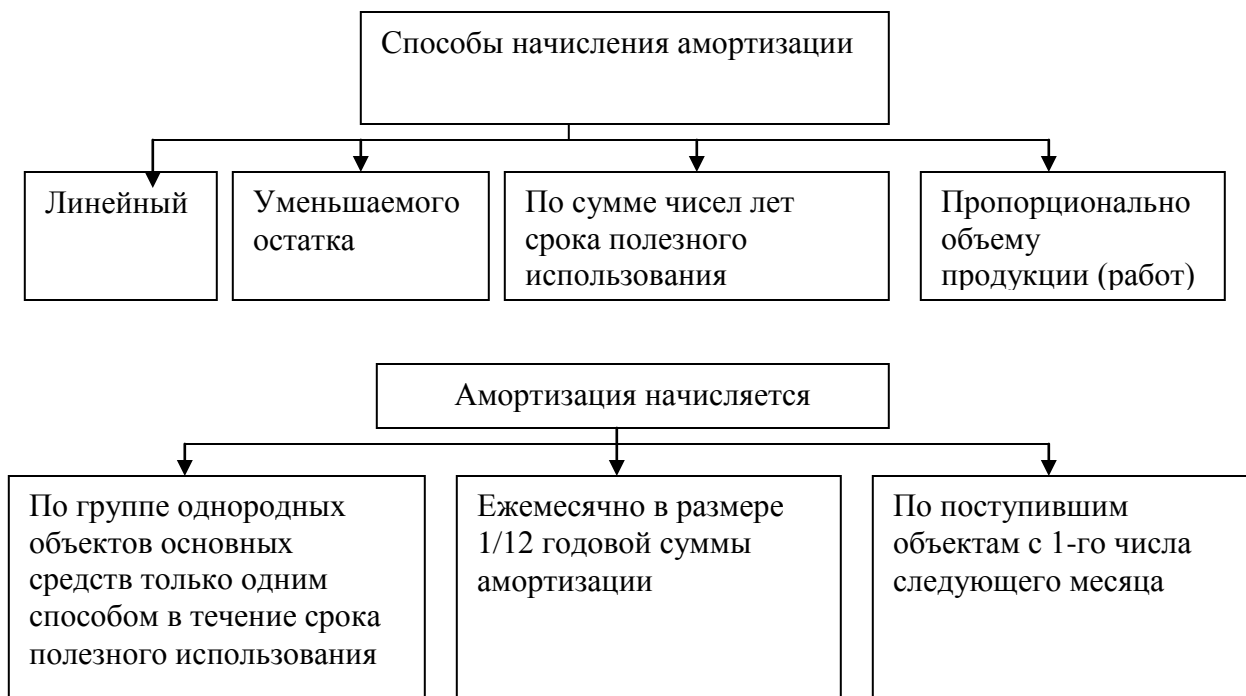 Способы начисления амортизации
Линейный
Уменьшаемого
остатка
По сумме чисел лет
срока полезного
использования
Пропорционально
объему
продукции (работ)
Амортизация начисляется
По группе однородных
объектов основных
средств только одним
способом в течение срока
полезного использования
Ежемесячно в размере
1/12 годовой суммы
амортизации
По поступившим
объектам с 1-го числа
следующего месяца